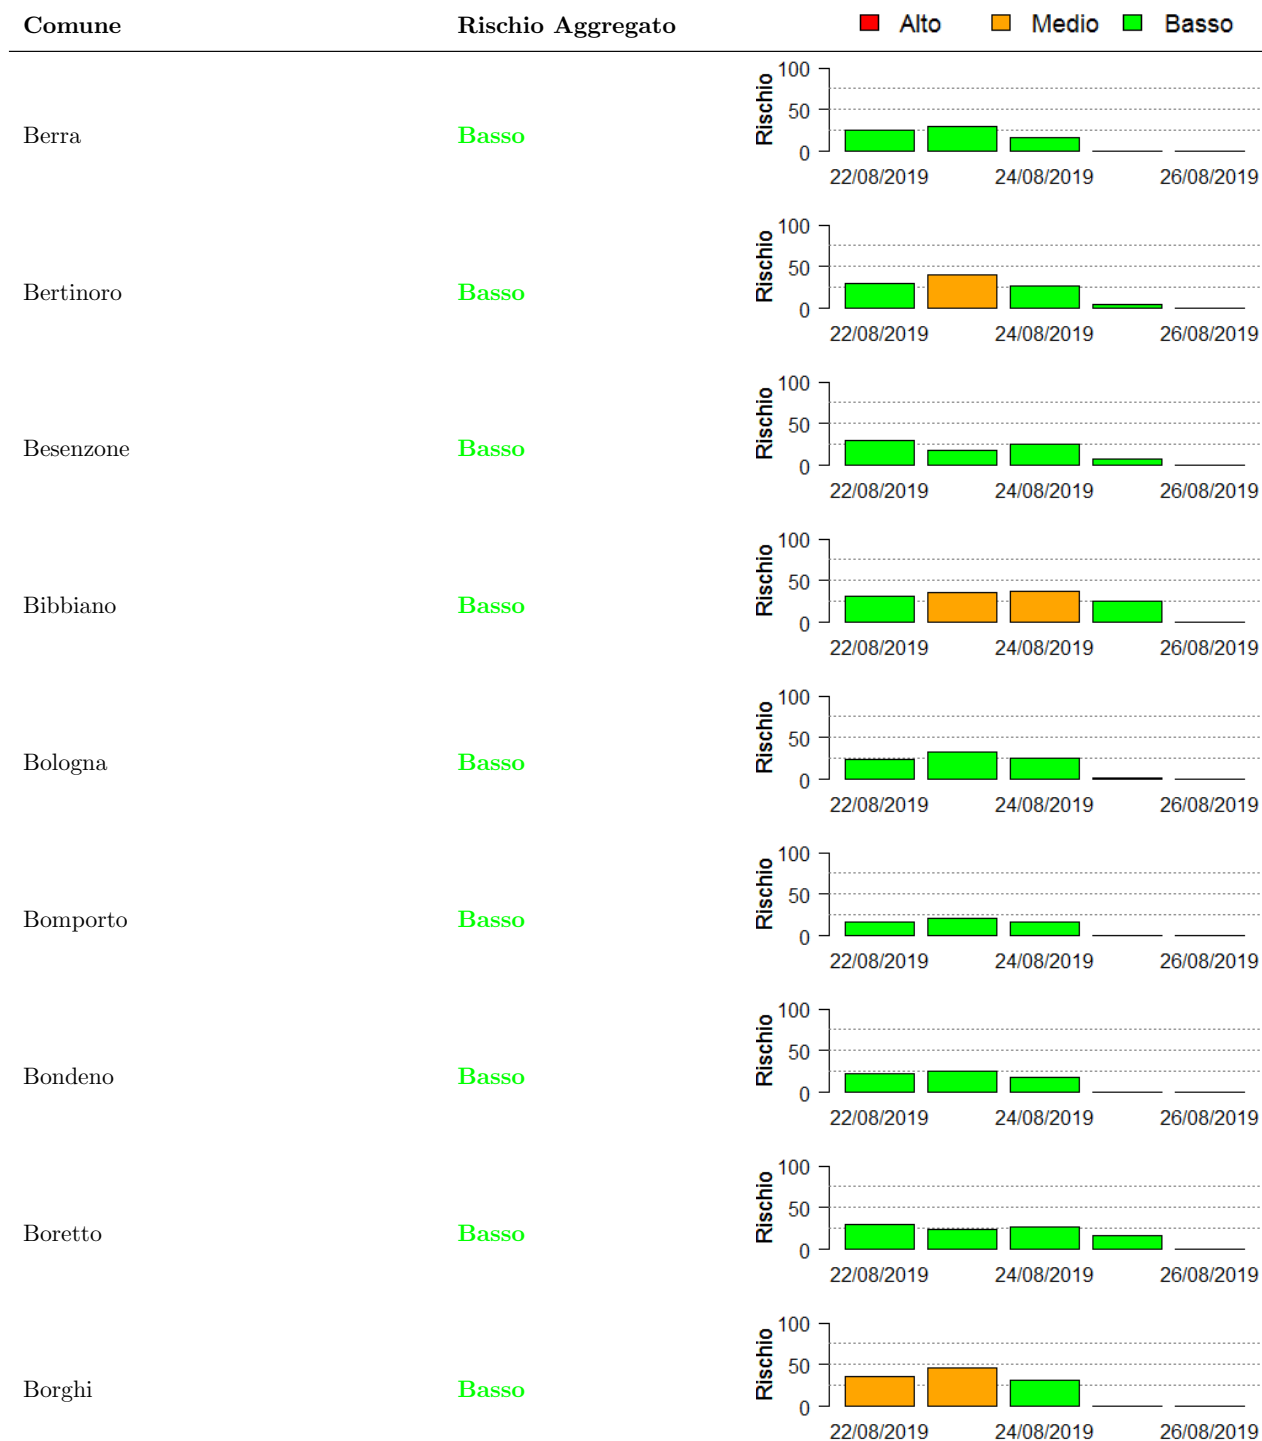 Comune Rischio Aggregato Alto Medio Basso
Berra Basso Rischio 100 50 0
22/08/2019 24/08/2019 26/08/2019
Bertinoro Basso Rischio 100 50 0
22/08/2019 24/08/2019 26/08/2019
Besenzone Basso Rischio 100 50 0
22/08/2019 24/08/2019 26/08/2019
Bibbiano Basso Rischio 100 50 0
22/08/2019 24/08/2019 26/08/2019
Bologna Basso Rischio 100 50 0
22/08/2019 24/08/2019 26/08/2019
Bomporto Basso Rischio 100 50 0
22/08/2019 24/08/2019 26/08/2019
Bondeno Basso Rischio 100 50 0
22/08/2019 24/08/2019 26/08/2019
Boretto Basso Rischio 100 50 0
22/08/2019 24/08/2019 26/08/2019
Borghi Basso Rischio 100 50 0
22/08/2019 24/08/2019 26/08/2019